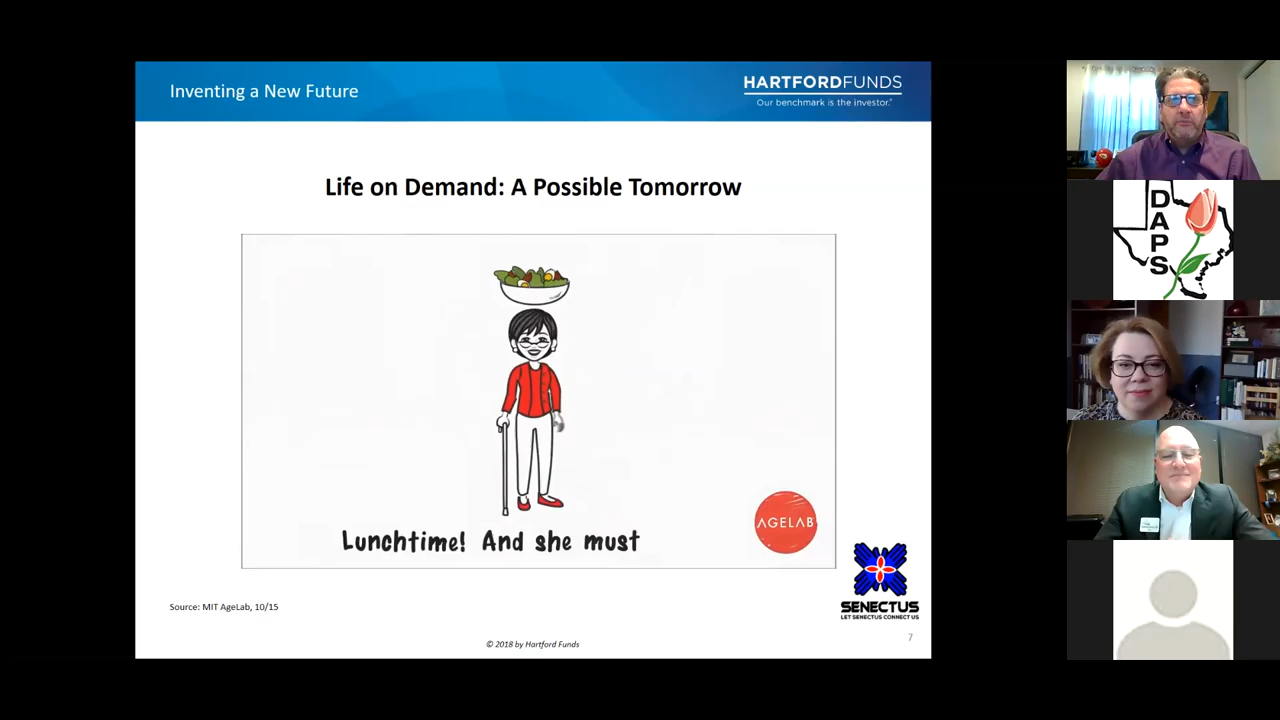 Inventing a New Future
HARTFORDFUNDS
Our benchmark is the investor.®
Life on Demand: A Possible Tomorrow
Lunchtime! And she must
AGELAB
SENECTUS
LET SENECTUS CONNECT US
Source: MIT AgeLab, 10/15
© 2018 by Hartford Funds
7
DAPS